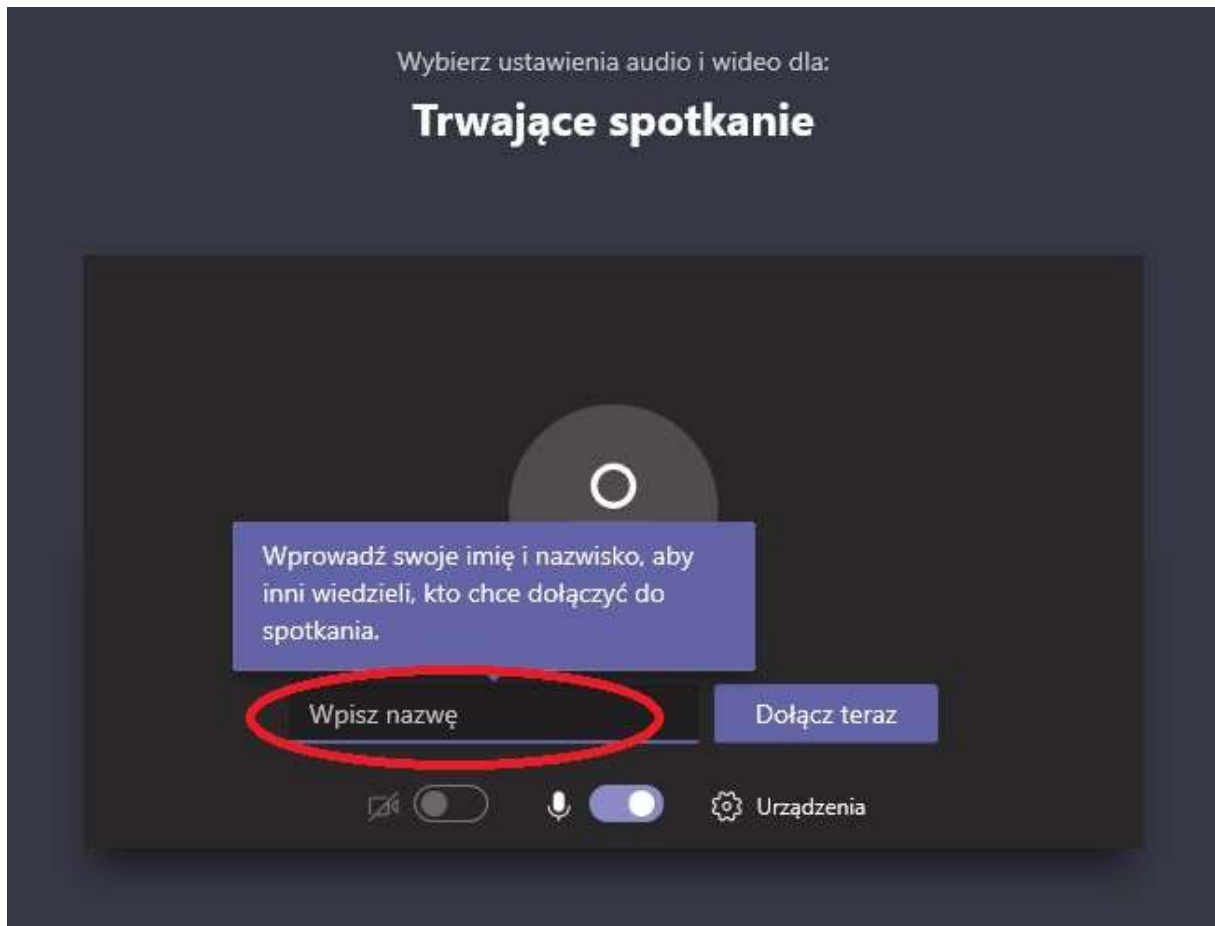 Wybierz ustawienia audio i wideo dla:
Trwające spotkanie
Wprowadź swoje imię i nazwisko, aby
inni wiedzieli, kto chce dołączyć do
spotkania.
Wpisz nazwę
Dołącz teraz
Urządzenia